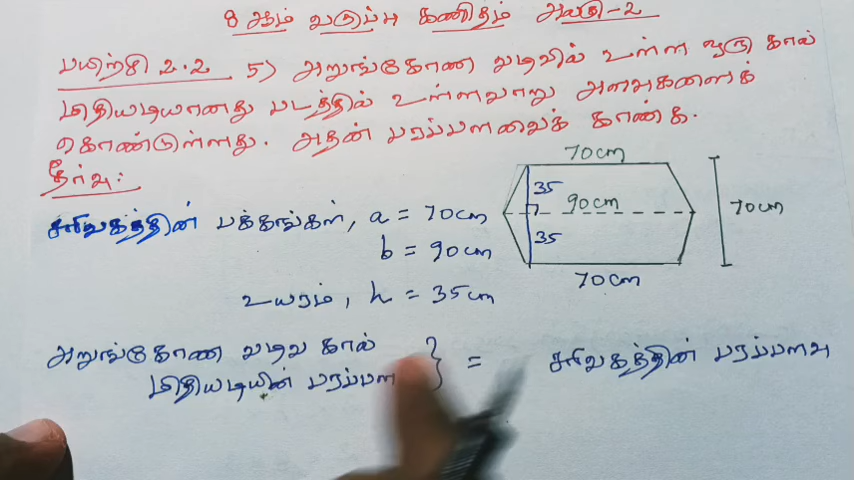 8 ஆம் வகுப்பு கணிதம் அலகு-2
பயிற்சி 2.2 5) அறுங்கோண வடிவில் உள்ள ஒரு கால்
மிதியடியானது படத்தில் உள்ளவாறு அளவுகளைக்
கொண்டுள்ளது. அதன் பரப்பளவைக் காண்க.
தீர்வு:
70cm
35
90cm
35
70cm
70cm
சரிவகத்தின் பக்கங்கள், a = 70cm
b = 90cm
உயரம், h = 35cm
அறுங்கோண வடிவ கால்
மிதியடியின் } = சரிவகத்தின் பரப்பளவு